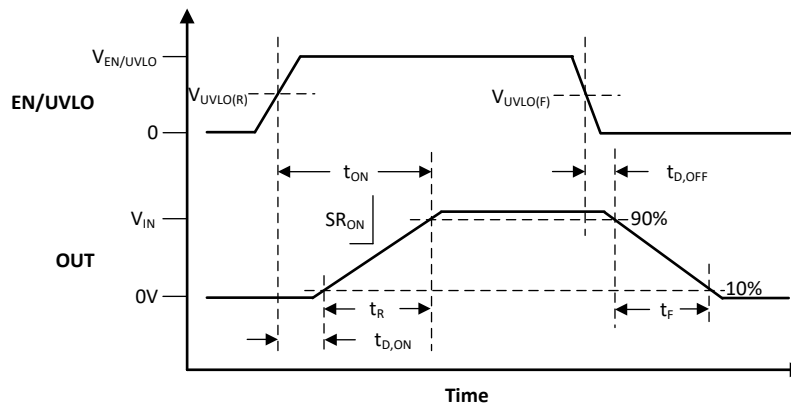 V_EN/UVLO
EN/UVLO
V_UVLO(R)
V_UVLO(F)
0
t_ON
t_D,OFF
V_IN
SR_ON
90%
OUT
0V
10%
t_R
t_F
t_D,ON
Time